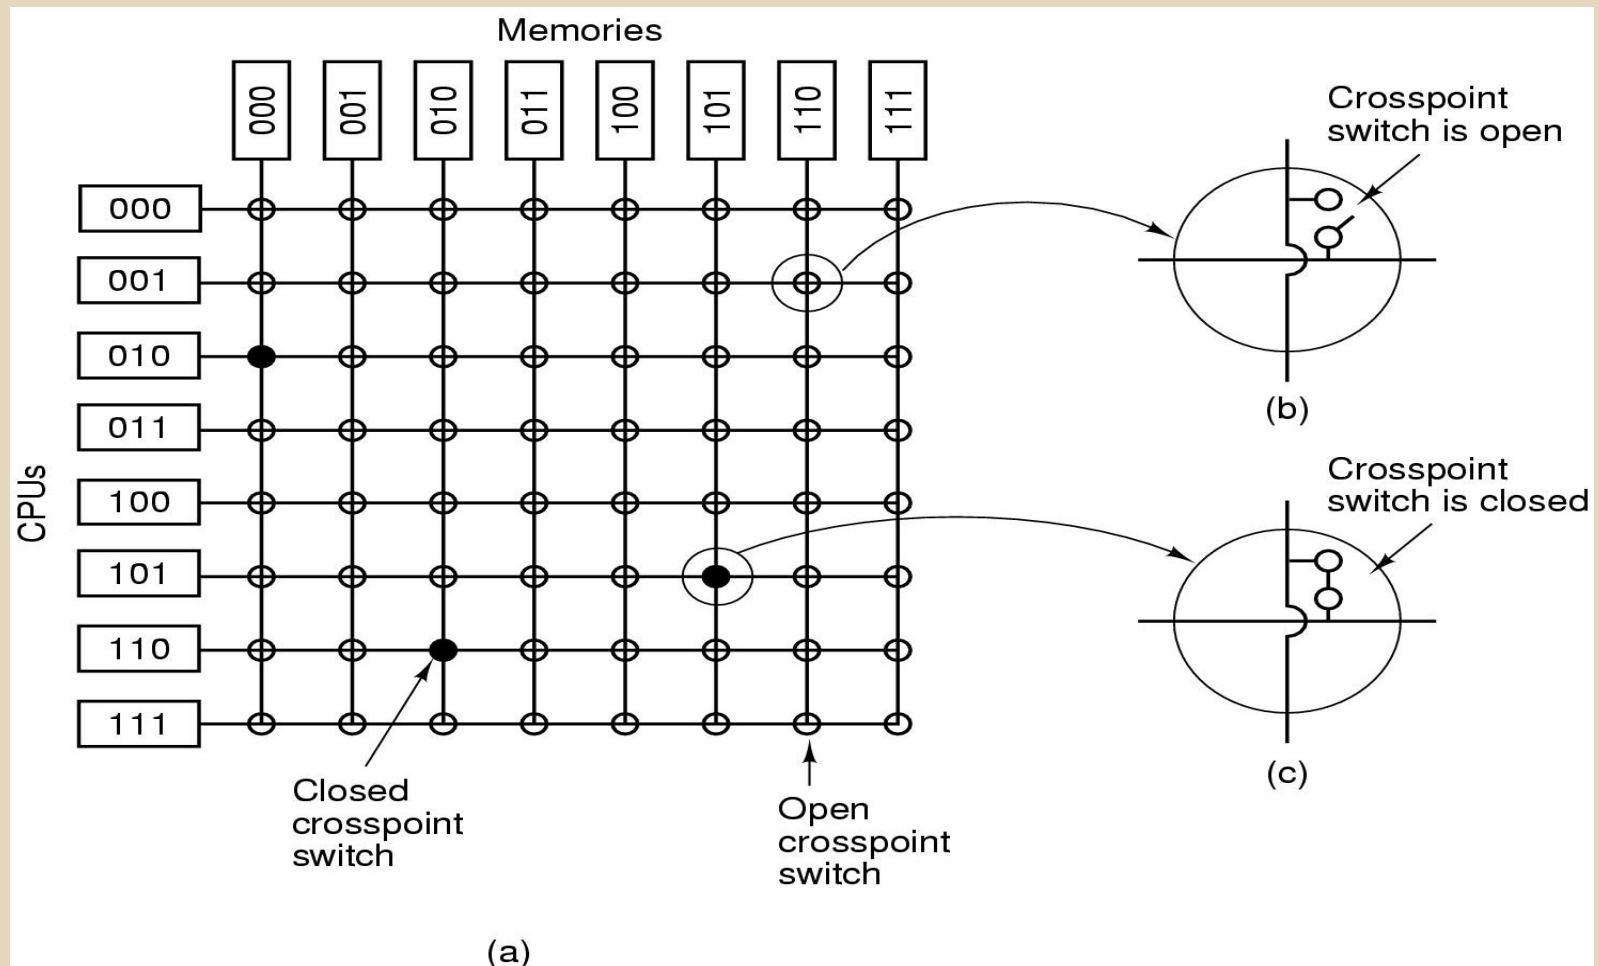 Memories
000
001
010
011
100
101
110
111
CPUs
000
001
010
011
100
101
110
111
Closed
crosspoint
switch
Open
crosspoint
switch
(a)
Crosspoint
switch is open
(b)
Crosspoint
switch is closed
(c)